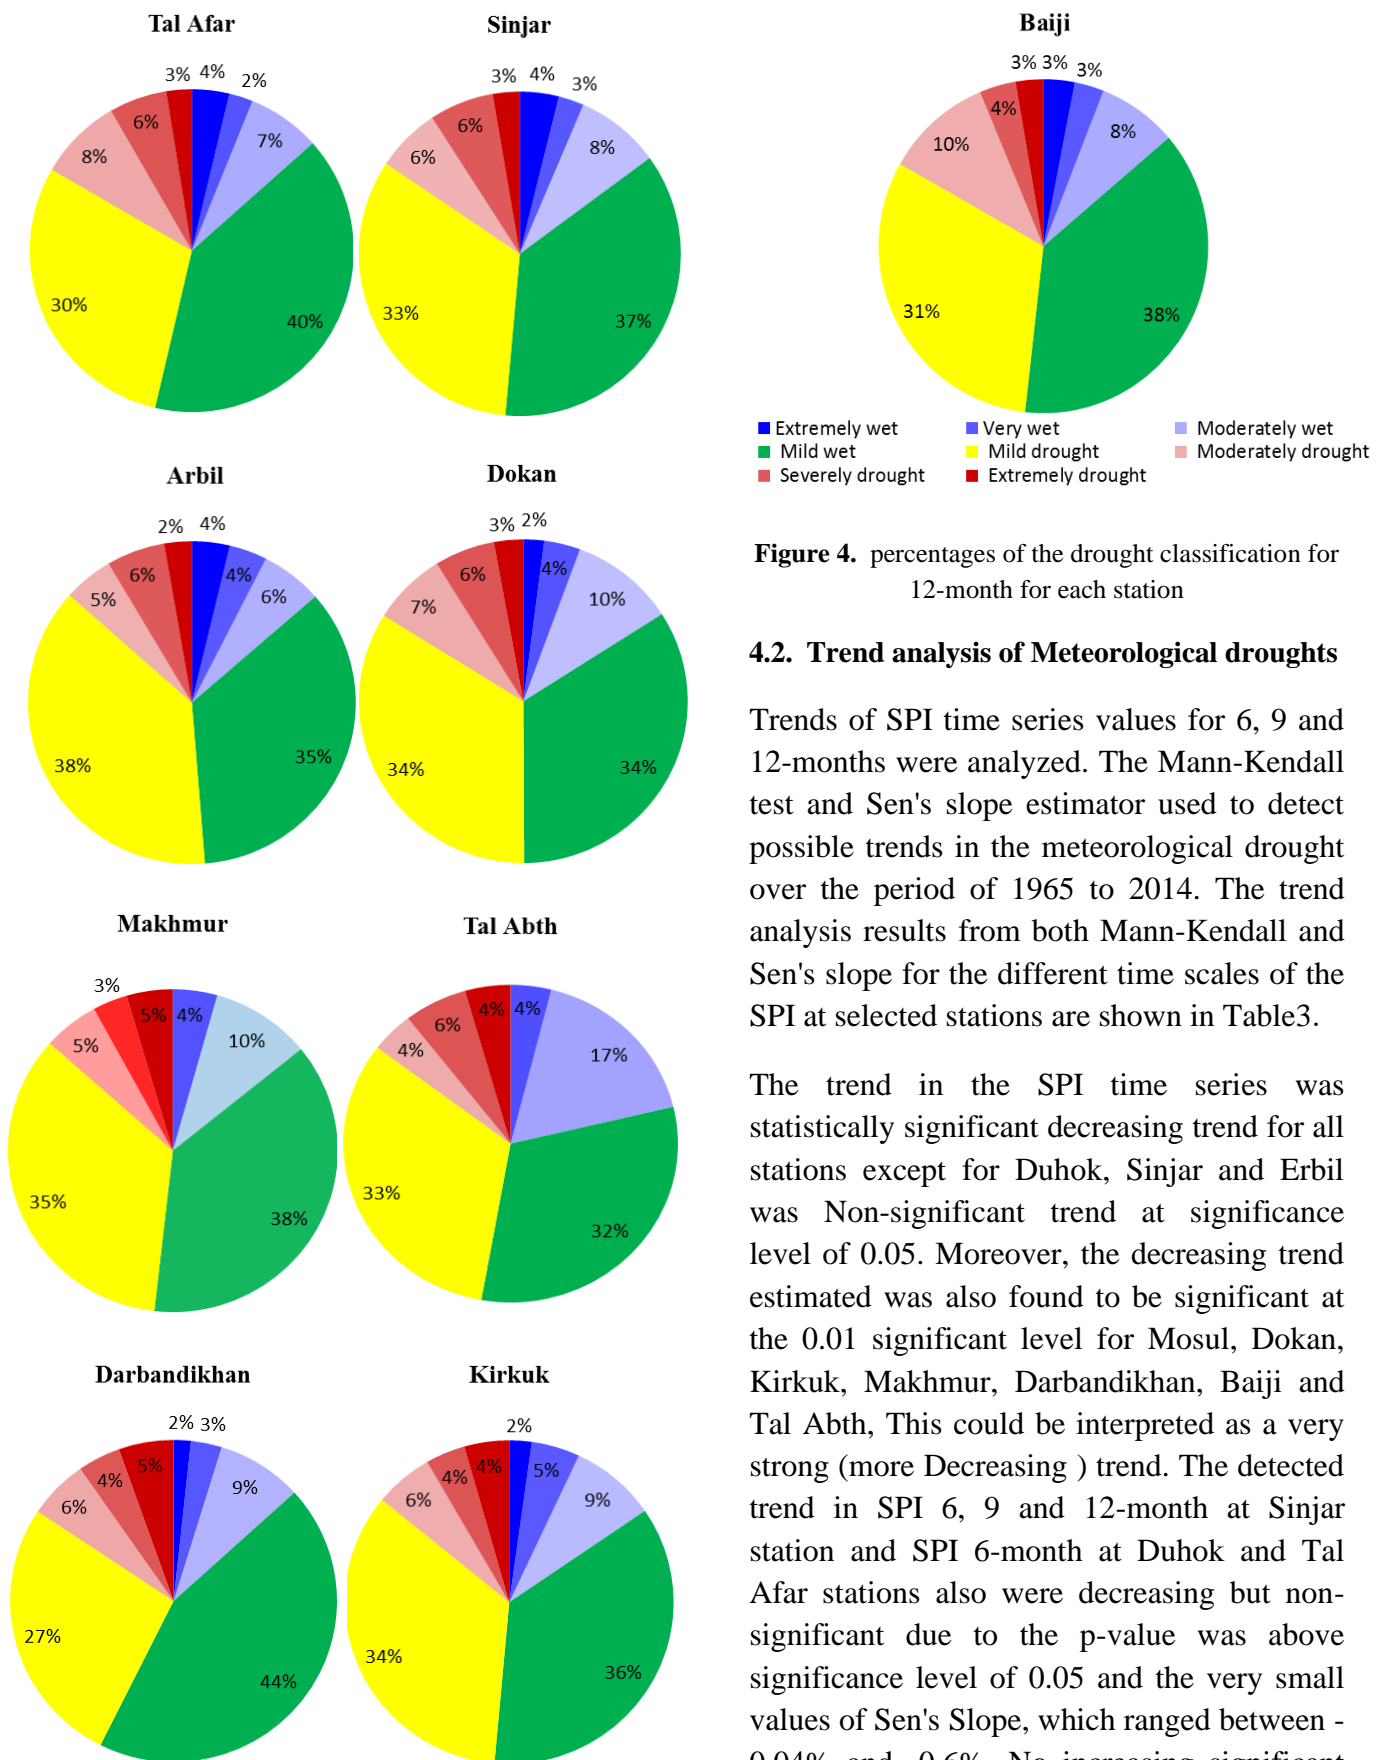 Tal Afar
3% 4% 2%
6%
7%
8%
30%
40%
Sinjar
3% 4% 3%
6%
8%
6%
33%
37%
Arbil
2% 4%
6% 4%
5% 6%
38%
35%
Dokan
3% 2%
6% 4%
7% 10%
34%
34%
Makhmur
3%
5% 4%
5% 10%
35%
38%
Tal Abth
4% 4%
6%
4% 17%
33%
32%
Darbandikhan
2% 3%
5%
4% 9%
6%
27%
44%
Kirkuk
2%
4% 4% 5%
6% 9%
34%
36%
Baiji
3% 3% 3%
4%
8%
10%
31%
38%
Extremely wet Very wet Moderately wet
Mild wet Mild drought Moderately drought
Severely drought Extremely drought
Figure 4. percentages of the drought classification for
12-month for each station
4.2. Trend analysis of Meteorological droughts
Trends of SPI time series values for 6, 9 and
12-months were analyzed. The Mann-Kendall
test and Sen's slope estimator used to detect
possible trends in the meteorological drought
over the period of 1965 to 2014. The trend
analysis results from both Mann-Kendall and
Sen's slope for the different time scales of the
SPI at selected stations are shown in Table3.
The trend in the SPI time series was
statistically significant decreasing trend for all
stations except for Duhok, Sinjar and Erbil
was Non-significant trend at significance
level of 0.05. Moreover, the decreasing trend
estimated was also found to be significant at
the 0.01 significant level for Mosul, Dokan,
Kirkuk, Makhmur, Darbandikhan, Baiji and
Tal Abth, This could be interpreted as a very
strong (more Decreasing ) trend. The detected
trend in SPI 6, 9 and 12-month at Sinjar
station and SPI 6-month at Duhok and Tal
Afar stations also were decreasing but non-
significant due to the p-value was above
significance level of 0.05 and the very small
values of Sen's Slope, which ranged between -
0.04% and -0.6%. No increasing significant